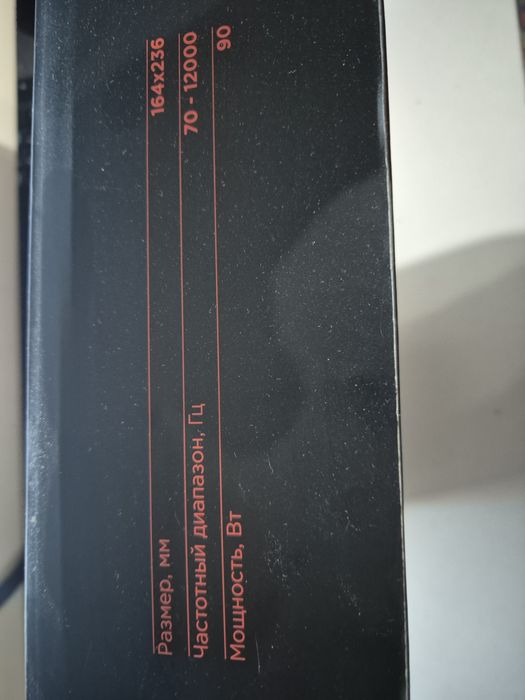 Размер, мм 164x236
Частотный диапазон, Гц 70 - 12000
Мощность, Вт 90